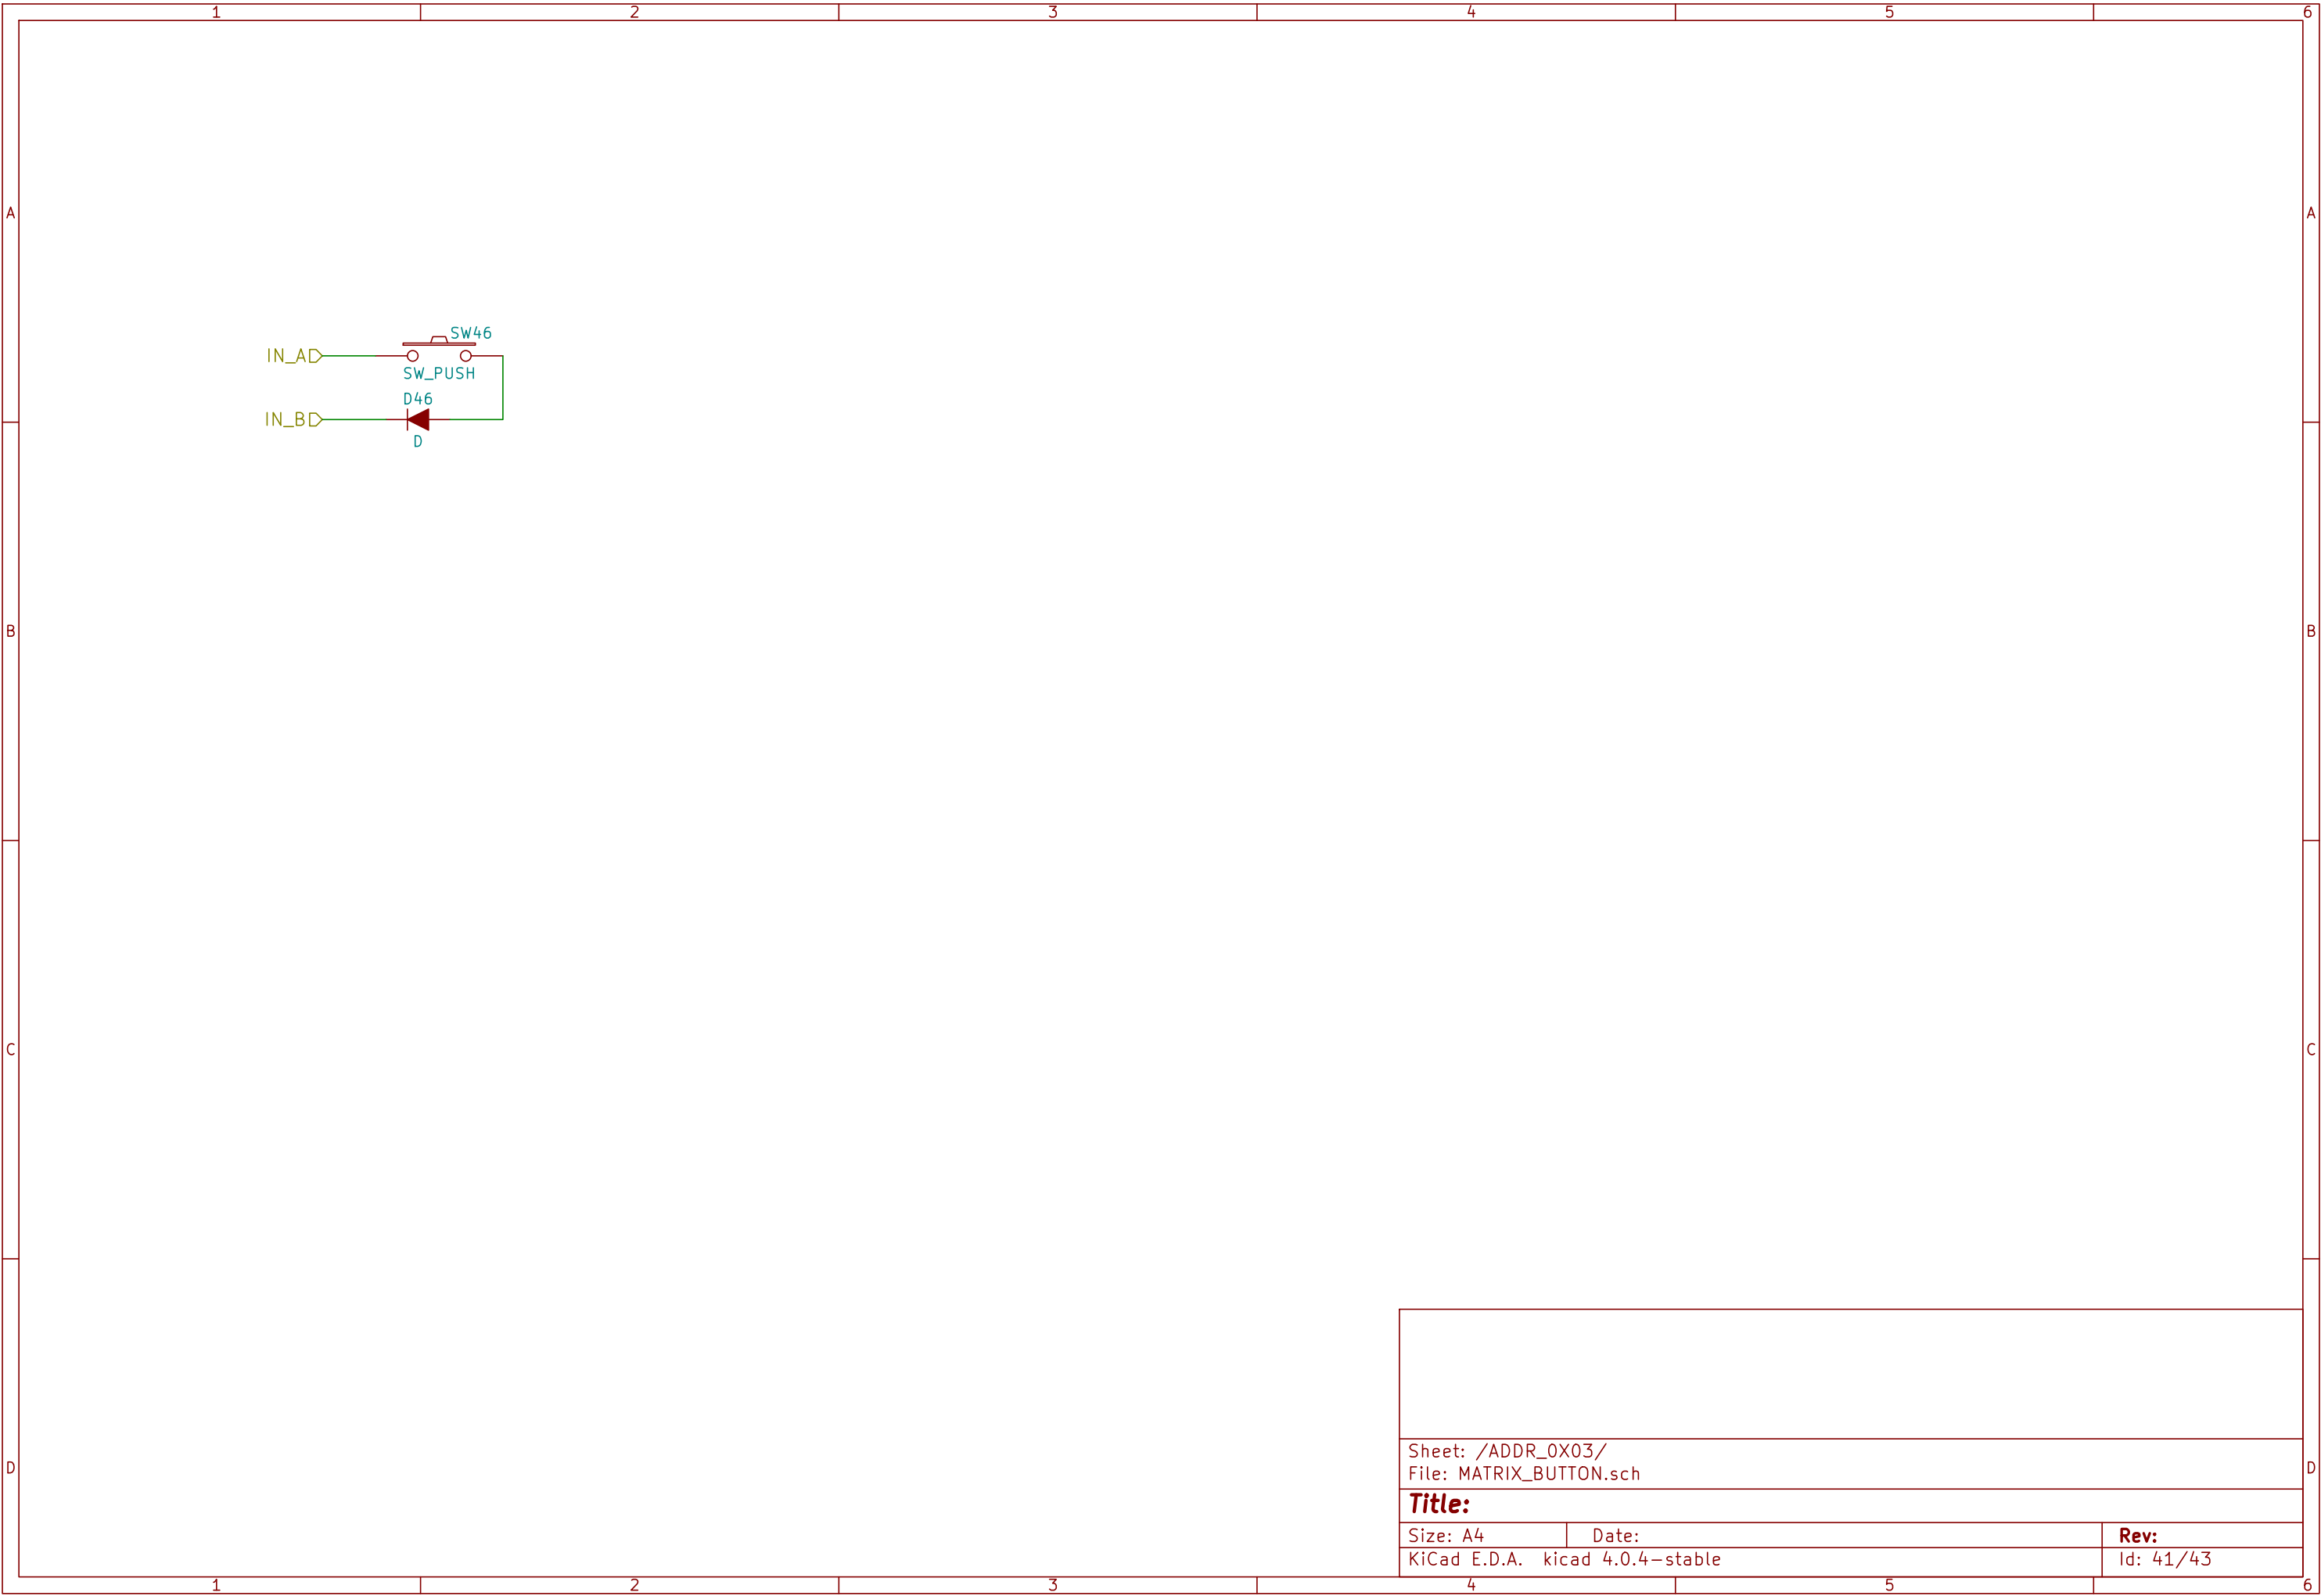 1 2 3 4 5 6
A A
SW46
IN_A
SW_PUSH
D46
IN_B
D
B B
C C
Sheet: /ADDR_0X03/
File: MATRIX_BUTTON.sch
D D
Title:
Size: A4 Date: Rev:
KiCad E.D.A. kicad 4.0.4-stable Id: 41/43
1 2 3 4 5 6